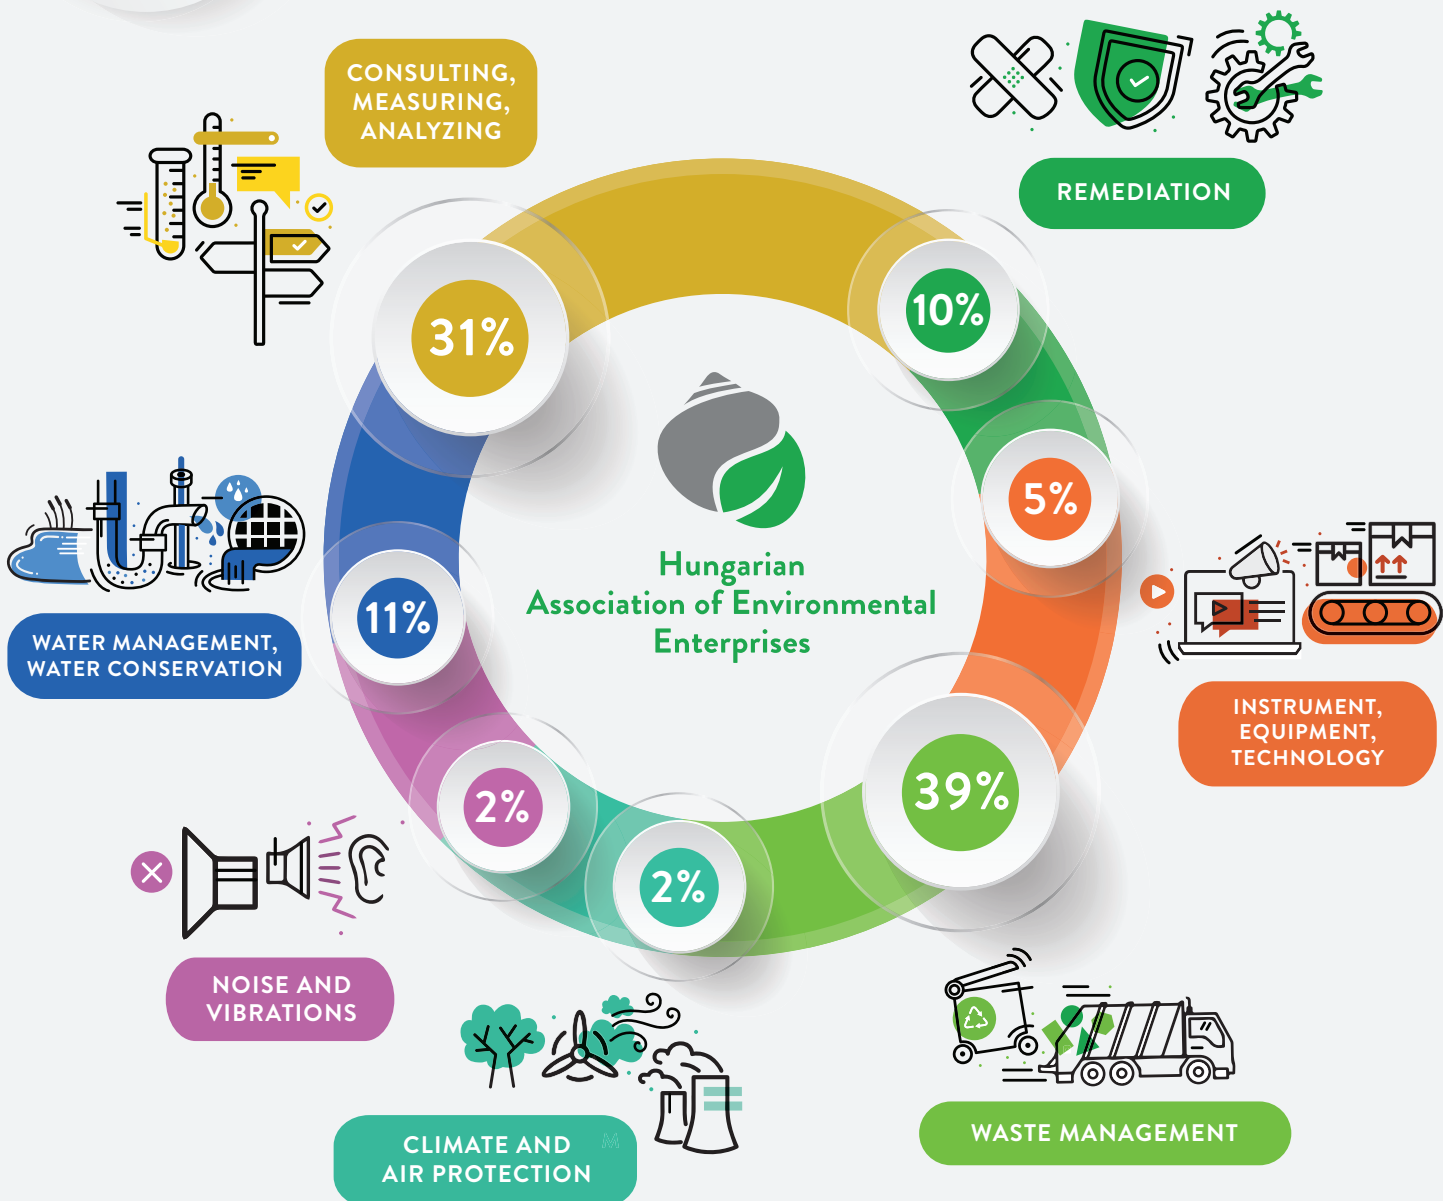 CONSULTING,
MEASURING,
ANALYZING
REMEDIATION
31%
10%
5%
11%
2%
2%
39%
Hungarian
Association of Environmental
Enterprises
WATER MANAGEMENT,
WATER CONSERVATION
INSTRUMENT,
EQUIPMENT,
TECHNOLOGY
NOISE AND
VIBRATIONS
CLIMATE AND
AIR PROTECTION
M
WASTE MANAGEMENT